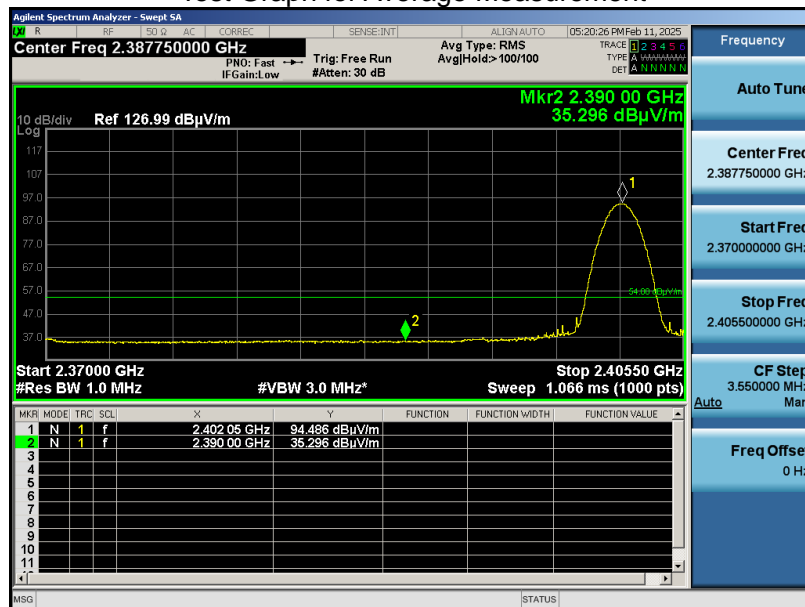 Agilent Spectrum Analyzer - Swept SA
LXI R RF 50 Ω AC CORREC SENSE:INT ALIGN AUTO 05:20:26 PM Feb 11, 2025
Center Freq 2.387750000 GHz
PNO: Fast
IFGain:Low
Trig: Free Run
#Atten: 30 dB
Avg Type: RMS
Avg|Hold:>100/100
TRACE 1 2 3 4 5 6
TYPE A WWWWWW
DET A N N N N N
Mkr2 2.390 00 GHz
35.296 dBµV/m
10 dB/div Ref 126.99 dBµV/m
Log
117
107
97.0
87.0
77.0
67.0
57.0
47.0
37.0
1
2
54.00 dBµV/m
Start 2.37000 GHz Stop 2.40550 GHz
#Res BW 1.0 MHz #VBW 3.0 MHz* Sweep 1.066 ms (1000 pts)
MKR MODE TRC SCL X Y FUNCTION FUNCTION WIDTH FUNCTION VALUE
1 N 1 f 2.402 05 GHz 94.486 dBµV/m
2 N 1 f 2.390 00 GHz 35.296 dBµV/m
3
4
5
6
7
8
9
10
11
MSG STATUS
Frequency
Auto Tune
Center Freq
2.387750000 GHz
Start Freq
2.370000000 GHz
Stop Freq
2.405500000 GHz
CF Step
3.550000 MHz
Auto Man
Freq Offset
0 Hz